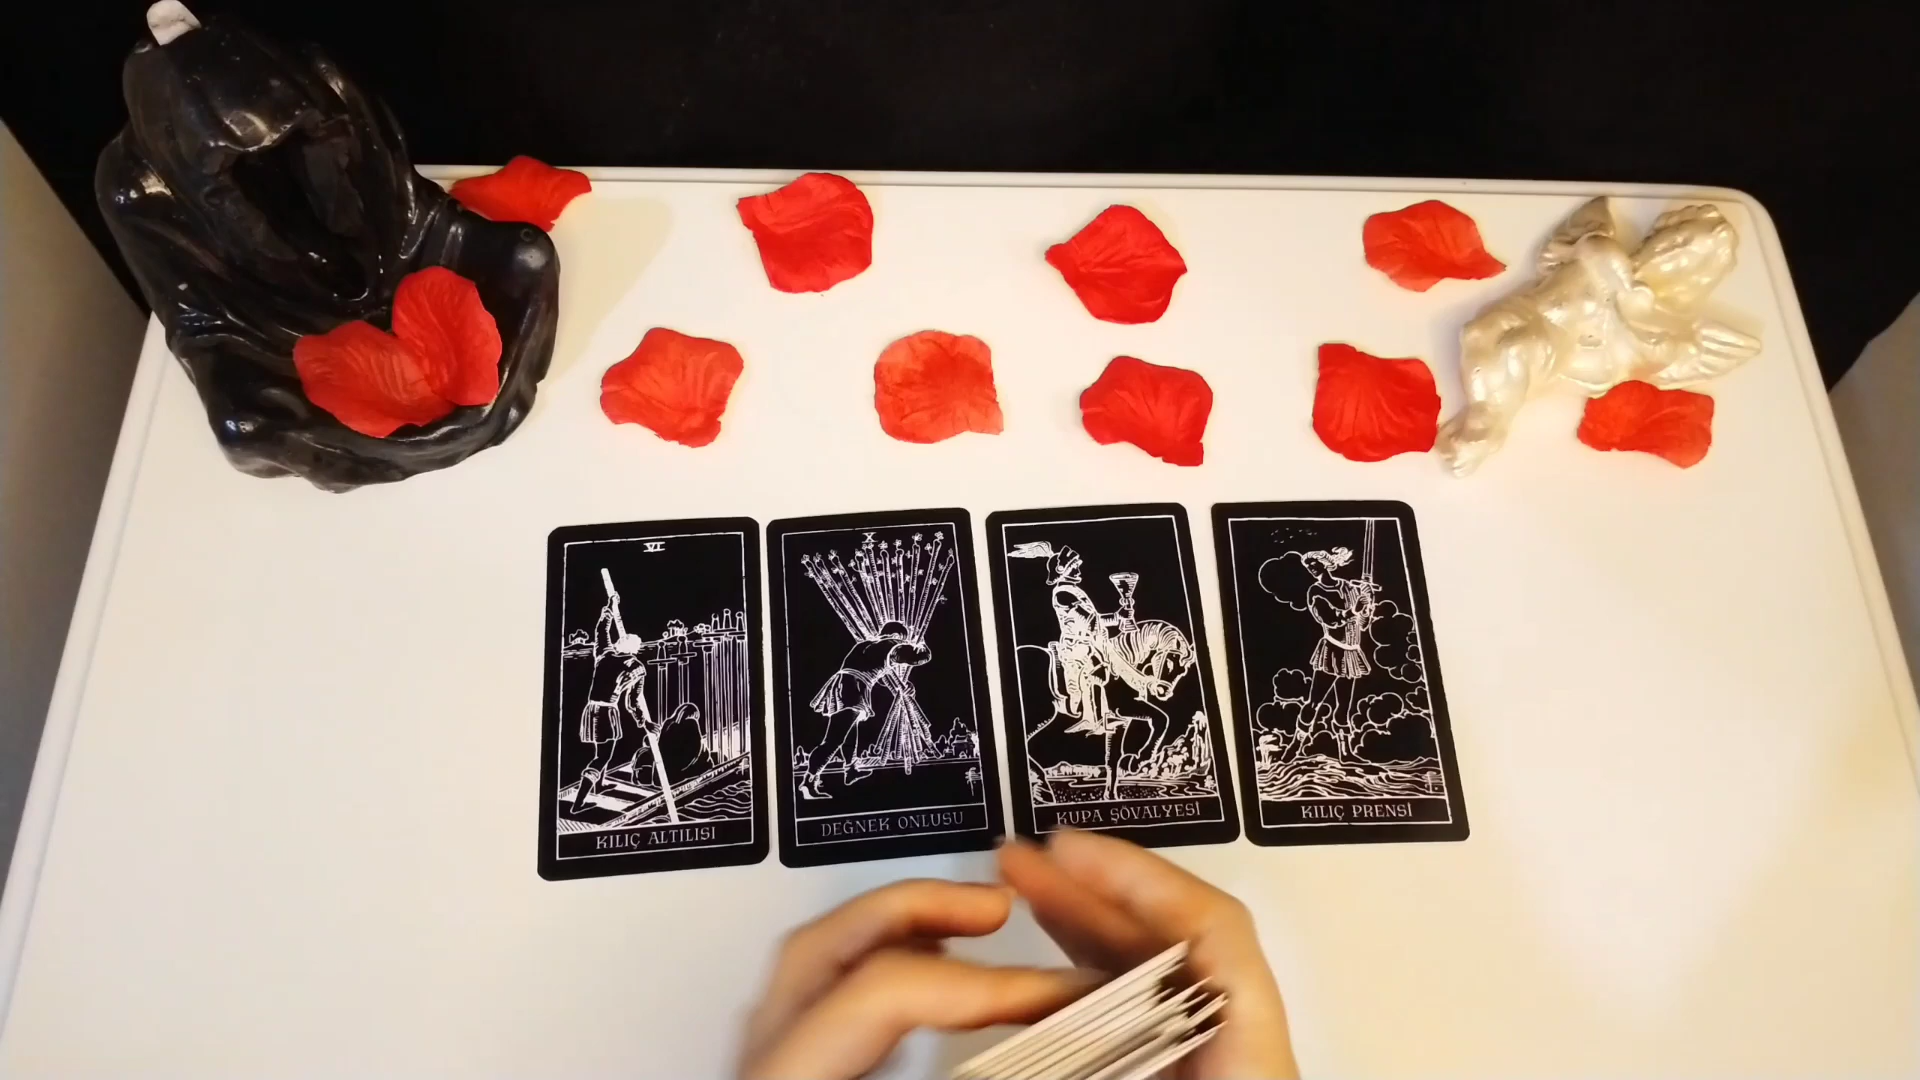 VI
X
KILIÇ ALTILISI
DEĞNEK ONLUSU
KUPA ŞÖVALYESİ
KILIÇ PRENSİ